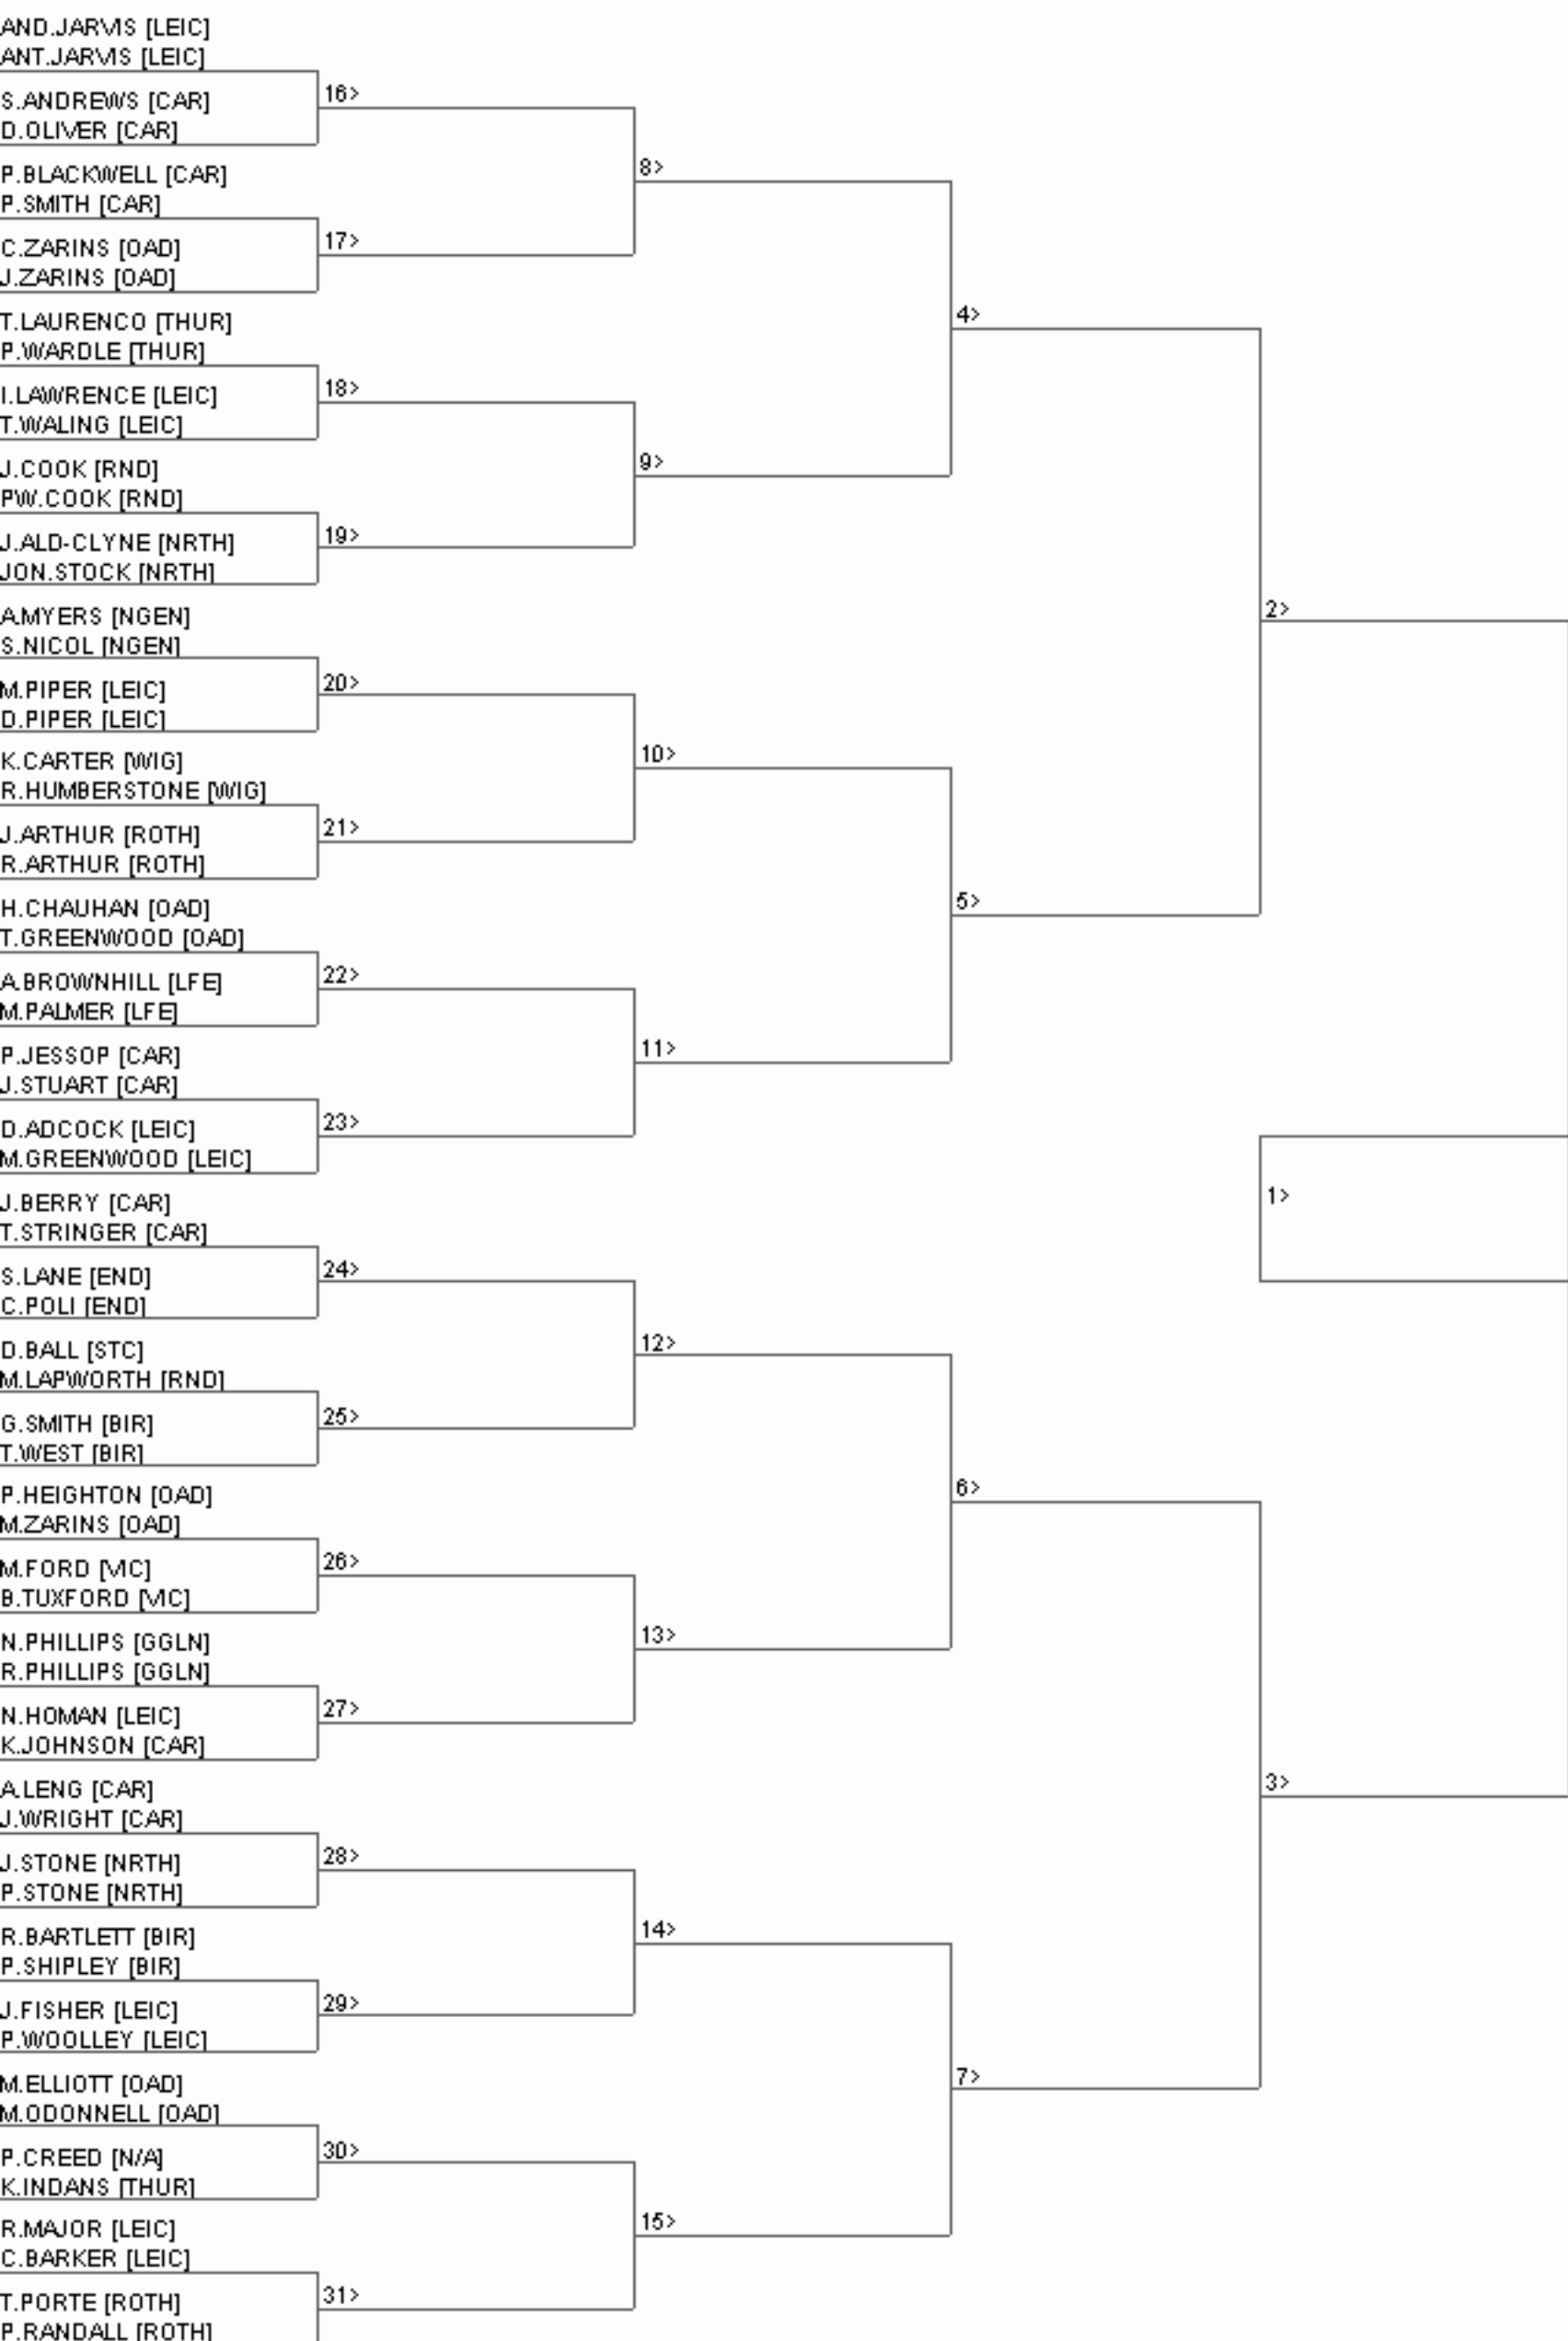 AND.JARVIS [LEIC]
ANT.JARVIS [LEIC]
16>
S.ANDREWS [CAR]
D.OLIVER [CAR]
8>
P.BLACKWELL [CAR]
P.SMITH [CAR]
17>
C.ZARINS [OAD]
J.ZARINS [OAD]
4>
T.LAURENCO [THUR]
P.WARDLE [THUR]
18>
I.LAWRENCE [LEIC]
T.WALING [LEIC]
9>
J.COOK [RND]
PW.COOK [RND]
19>
J.ALD-CLYNE [NRTH]
JON.STOCK [NRTH]
2>
A.MYERS [NGEN]
S.NICOL [NGEN]
20>
M.PIPER [LEIC]
D.PIPER [LEIC]
10>
K.CARTER [WIG]
R.HUMBERSTONE [WIG]
21>
J.ARTHUR [ROTH]
R.ARTHUR [ROTH]
5>
H.CHAUHAN [OAD]
T.GREENWOOD [OAD]
22>
A.BROWNHILL [LFE]
M.PALMER [LFE]
11>
P.JESSOP [CAR]
J.STUART [CAR]
23>
D.ADCOCK [LEIC]
M.GREENWOOD [LEIC]
1>
J.BERRY [CAR]
T.STRINGER [CAR]
24>
S.LANE [END]
C.POLI [END]
12>
D.BALL [STC]
M.LAPWORTH [RND]
25>
G.SMITH [BIR]
T.WEST [BIR]
6>
P.HEIGHTON [OAD]
M.ZARINS [OAD]
26>
M.FORD [VIC]
B.TUXFORD [VIC]
13>
N.PHILLIPS [GGLN]
R.PHILLIPS [GGLN]
27>
N.HOMAN [LEIC]
K.JOHNSON [CAR]
3>
A.LENG [CAR]
J.WRIGHT [CAR]
28>
J.STONE [NRTH]
P.STONE [NRTH]
14>
R.BARTLETT [BIR]
P.SHIPLEY [BIR]
29>
J.FISHER [LEIC]
P.WOOLLEY [LEIC]
7>
M.ELLIOTT [OAD]
M.ODONNELL [OAD]
30>
P.CREED [N/A]
K.INDANS [THUR]
15>
R.MAJOR [LEIC]
C.BARKER [LEIC]
31>
T.PORTE [ROTH]
P.RANDALL [ROTH]